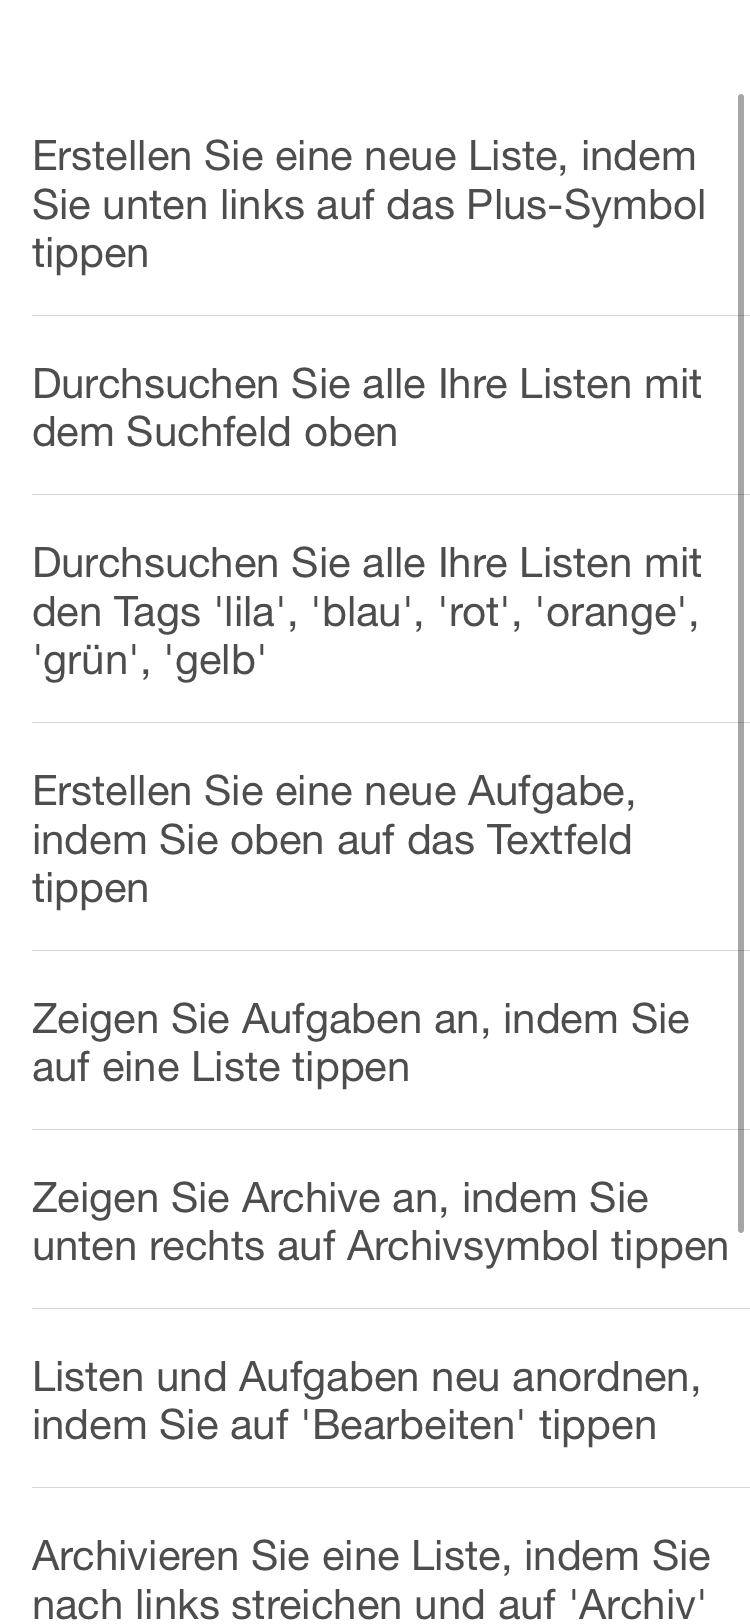 Erstellen Sie eine neue Liste, indem
Sie unten links auf das Plus-Symbol
tippen
Durchsuchen Sie alle Ihre Listen mit
dem Suchfeld oben
Durchsuchen Sie alle Ihre Listen mit
den Tags 'lila', 'blau', 'rot', 'orange',
'grün', 'gelb'
Erstellen Sie eine neue Aufgabe,
indem Sie oben auf das Textfeld
tippen
Zeigen Sie Aufgaben an, indem Sie
auf eine Liste tippen
Zeigen Sie Archive an, indem Sie
unten rechts auf Archivsymbol tippen
Listen und Aufgaben neu anordnen,
indem Sie auf 'Bearbeiten' tippen
Archivieren Sie eine Liste, indem Sie
nach links streichen und auf 'Archiv'